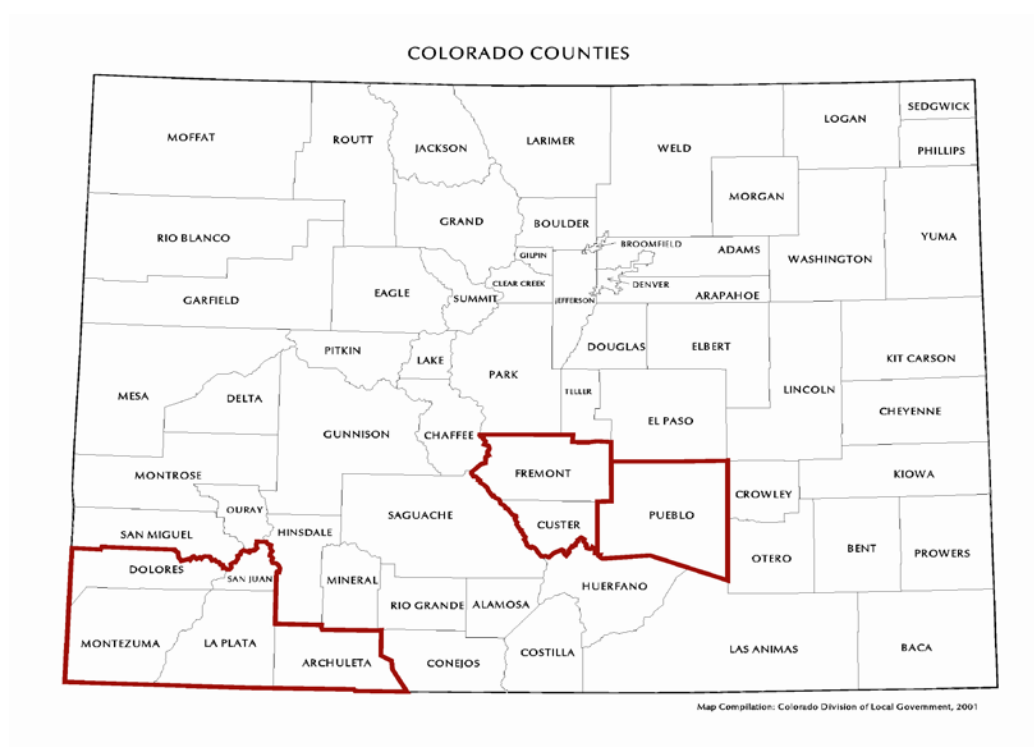 COLORADO COUNTIES
SEDGWICK
LOGAN
MOFFAT
ROUTT
JACKSON
LARIMER
WELD
PHILLIPS
MORGAN
GRAND
BOULDER
RIO BLANCO
YUMA
BROOMFIELD
ADAMS
GILPIN
WASHINGTON
CLEAR CREEK
DENVER
EAGLE
SUMMIT
GARFIELD
JEFFERSON
ARAPAHOE
PITKIN
LAKE
DOUGLAS
ELBERT
KIT CARSON
PARK
MESA
DELTA
TELLER
LINCOLN
CHEYENNE
GUNNISON
CHAFFEE
EL PASO
MONTROSE
FREMONT
KIOWA
CROWLEY
OURAY
SAGUACHE
PUEBLO
SAN MIGUEL
HINSDALE
CUSTER
OTERO
BENT
PROWERS
DOLORES
SAN JUAN
MINERAL
HUERFANO
RIO GRANDE
ALAMOSA
MONTEZUMA
LA PLATA
ARCHULETA
CONEJOS
COSTILLA
LAS ANIMAS
BACA
Map Compilation: Colorado Division of Local Government, 2001